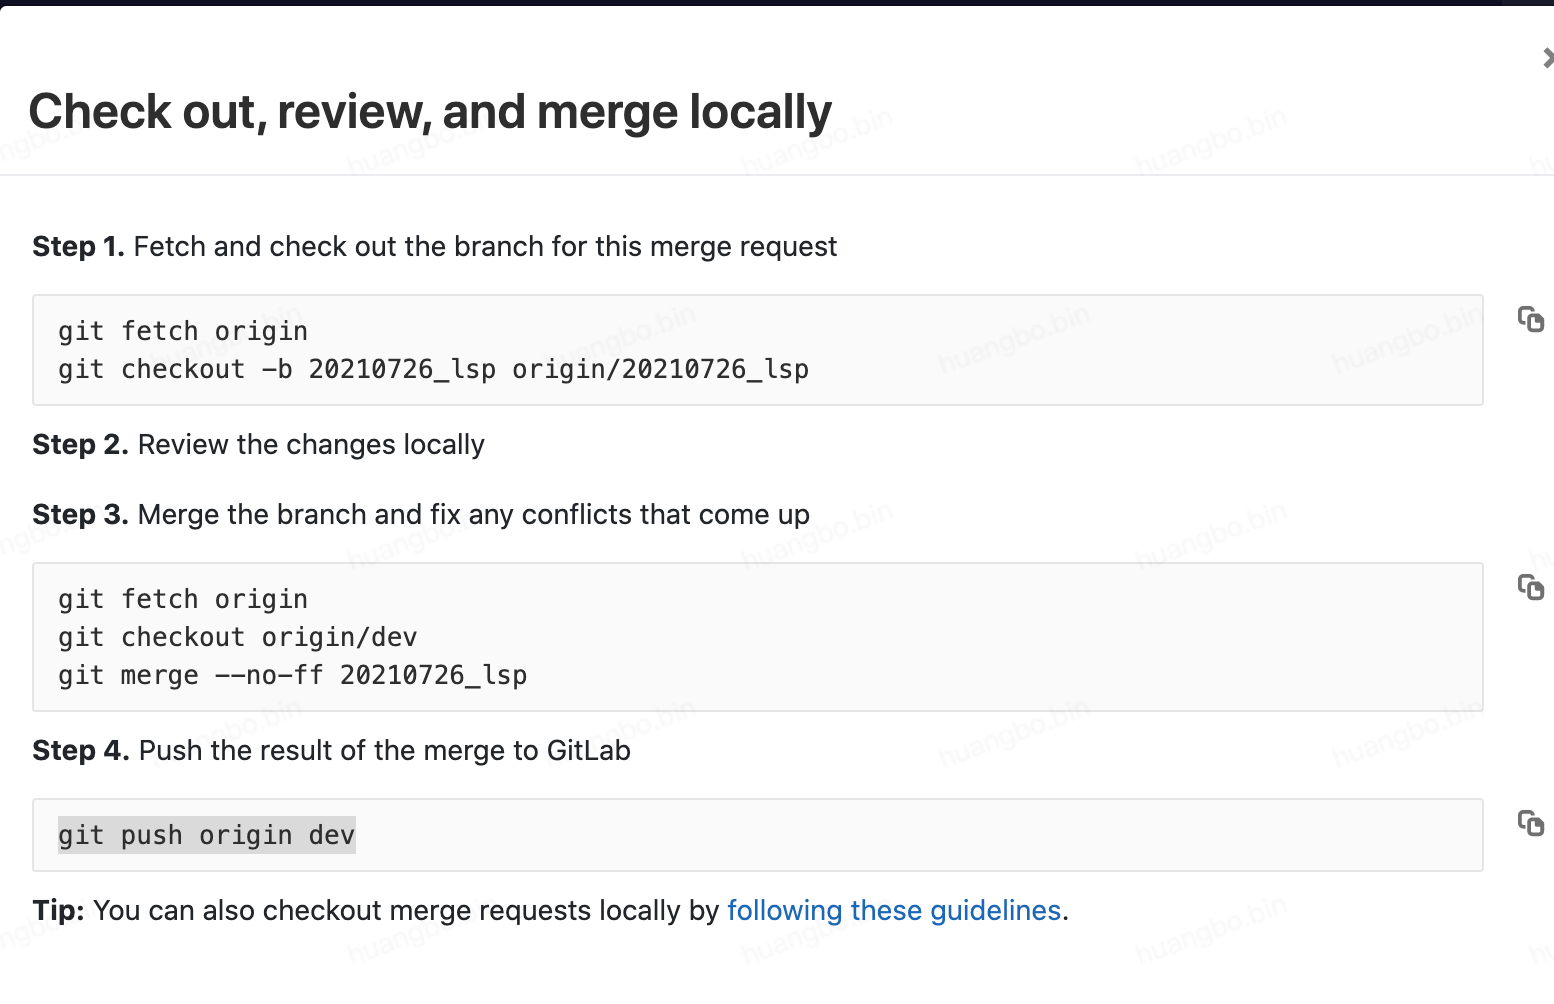 Check out, review, and merge locally
Step 1. Fetch and check out the branch for this merge request
git fetch origin
git checkout -b 20210726_lsp origin/20210726_lsp
Step 2. Review the changes locally
Step 3. Merge the branch and fix any conflicts that come up
git fetch origin
git checkout origin/dev
git merge --no-ff 20210726_lsp
Step 4. Push the result of the merge to GitLab
git push origin dev
Tip: You can also checkout merge requests locally by following these guidelines.
huangbo.bin